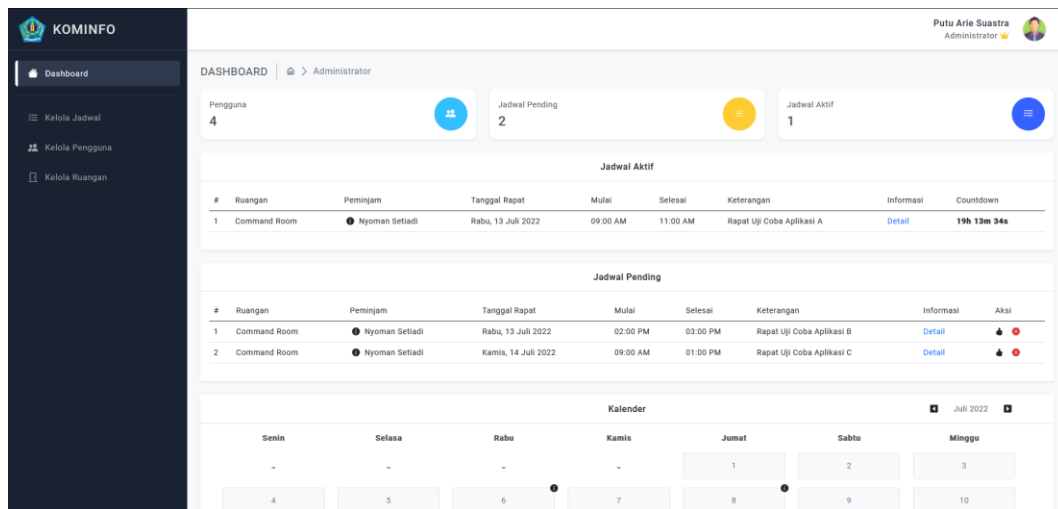 KOMINFO
Putu Arie Suastra
Administrator
Dashboard
Kelola Jadwal
Kelola Pengguna
Kelola Ruangan
DASHBOARD > Administrator
Pengguna
4
Jadwal Pending
2
Jadwal Aktif
1
Jadwal Aktif
# Ruangan Peminjam Tanggal Rapat Mulai Selesai Keterangan Informasi Countdown
1 Command Room Nyoman Setiadi Rabu, 13 Juli 2022 09:00 AM 11:00 AM Rapat Uji Coba Aplikasi A Detail 19h 13m 34s
Jadwal Pending
# Ruangan Peminjam Tanggal Rapat Mulai Selesai Keterangan Informasi Aksi
1 Command Room Nyoman Setiadi Rabu, 13 Juli 2022 02:00 PM 03:00 PM Rapat Uji Coba Aplikasi B Detail
2 Command Room Nyoman Setiadi Kamis, 14 Juli 2022 09:00 AM 01:00 PM Rapat Uji Coba Aplikasi C Detail
Kalender Juli 2022
Senin Selasa Rabu Kamis Jumat Sabtu Minggu
- - - - 1 2 3
4 5 6 7 8 9 10